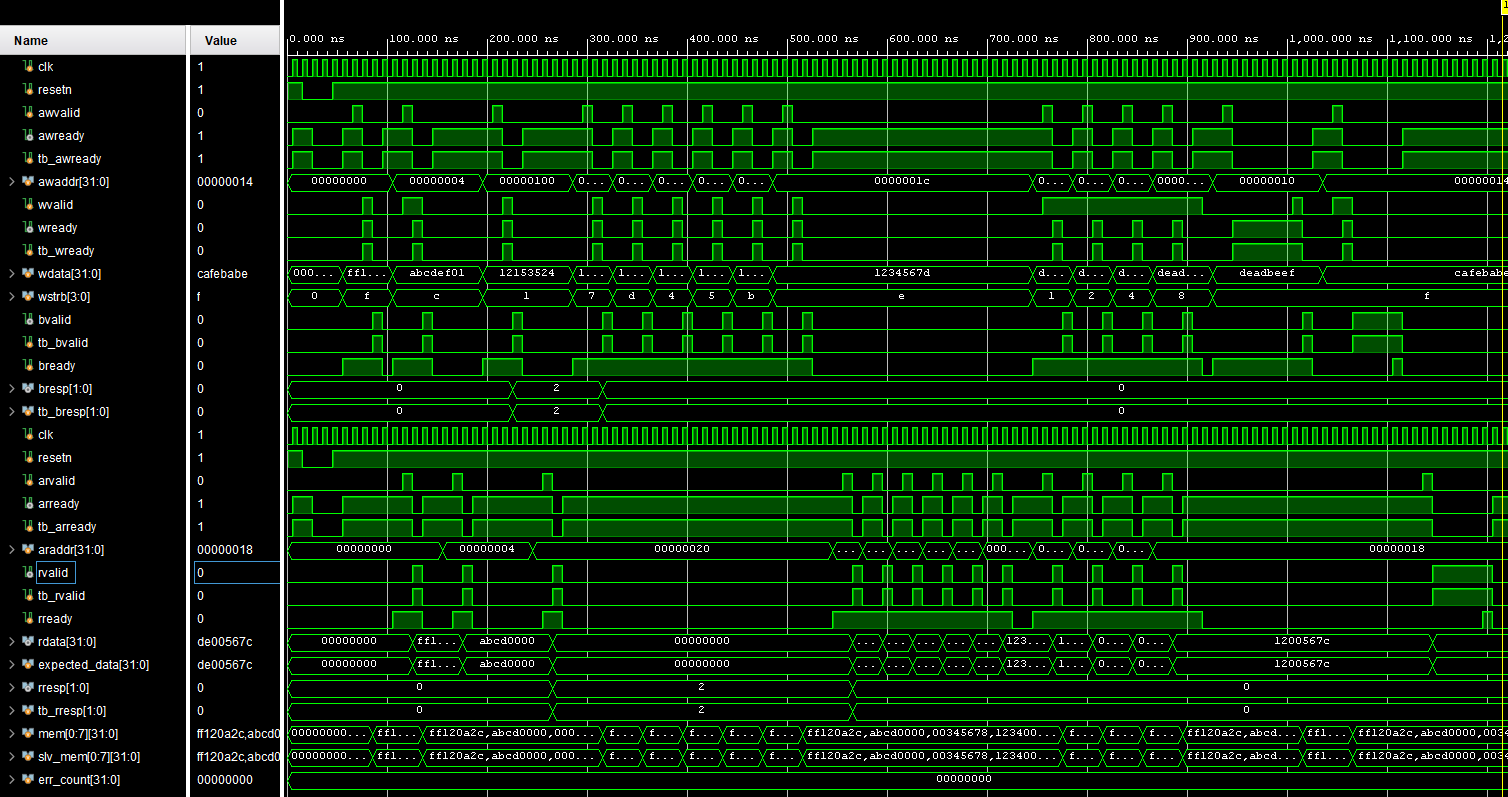 Name Value
0.000 ns 100.000 ns 200.000 ns 300.000 ns 400.000 ns 500.000 ns 600.000 ns 700.000 ns 800.000 ns 900.000 ns 1,000.000 ns 1,100.000 ns
clk 1
resetn 1
awvalid 0
awready 1
tb_awready 1
awaddr[31:0] 00000014 00000000 00000004 00000100 0... 0... 0... 0... 0... 0000001c 0... 0... 0... 0000... 00000010 00000014
wvalid 0
wready 0
tb_wready 0
wdata[31:0] cafebabe 000... ff1... abcdef01 12153524 1... 1... 1... 1... 1... 1234567d d... d... d... dead... deadbeef cafebabe
wstrb[3:0] f 0 f c 1 7 d 4 5 b e 1 2 4 8 f
bvalid 0
tb_bvalid 0
bready 0
bresp[1:0] 0 0 2 0
tb_bresp[1:0] 0 0 2 0
clk 1
resetn 1
arvalid 0
arready 1
tb_arready 1
araddr[31:0] 00000018 00000000 00000004 00000020 ... ... ... ... ... 000... 0... 0... 0... 00000018
rvalid 0
tb_rvalid 0
rready 0
rdata[31:0] de00567c 00000000 ff1... abcd0000 00000000 ... ... ... ... ... 123... 1... 0... 0... 1200567c
expected_data[31:0] de00567c 00000000 ff1... abcd0000 00000000 ... ... ... ... ... 123... 1... 0... 0... 1200567c
rresp[1:0] 0 0 2 0
tb_rresp[1:0] 0 0 2 0
mem[0:7][31:0] ff120a2c,abcd0 00000000... ff1... ff120a2c,abcd0000,000... f... f... f... f... f... ff120a2c,abcd0000,00345678,123400... f... f... f... ff120a2c,abcd... ff1... ff120a2c,abcd0000,0034
slv_mem[0:7][31:0] ff120a2c,abcd0 00000000... ff1... ff120a2c,abcd0000,000... f... f... f... f... f... ff120a2c,abcd0000,00345678,123400... f... f... f... ff120a2c,abcd... ff1... ff120a2c,abcd0000,0034
err_count[31:0] 00000000 00000000